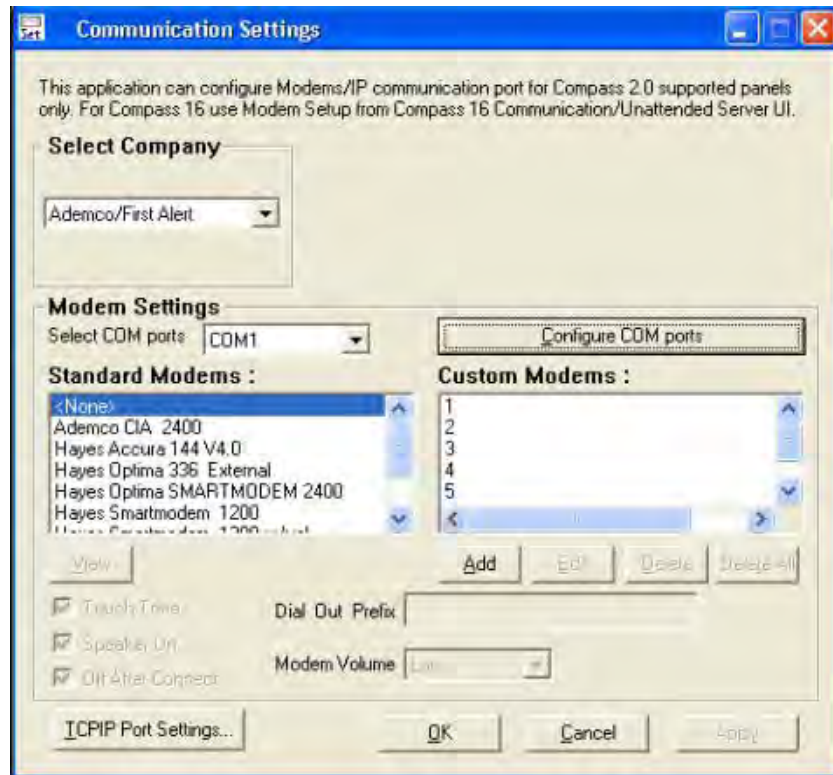 Set
Communication Settings
This application can configure Modems/IP communication port for Compass 2.0 supported panels
only. For Compass 16 use Modem Setup from Compass 16 Communication/Unattended Server UI.
Select Company
Ademco/First Alert
Modem Settings
Select COM ports COM1 Configure COM ports
Standard Modems : Custom Modems :
<None>
Ademco CIA 2400
Hayes Accura 144 V4.0
Hayes Optima 336 External
Hayes Optima SMARTMODEM 2400
Hayes Smartmodem 1200
1
2
3
4
5
View Add Edit Delete Delete All
Touch Tone
Speaker On
Off After Connect
Dial Out Prefix
Modem Volume Low
TCPIP Port Settings... OK Cancel Apply